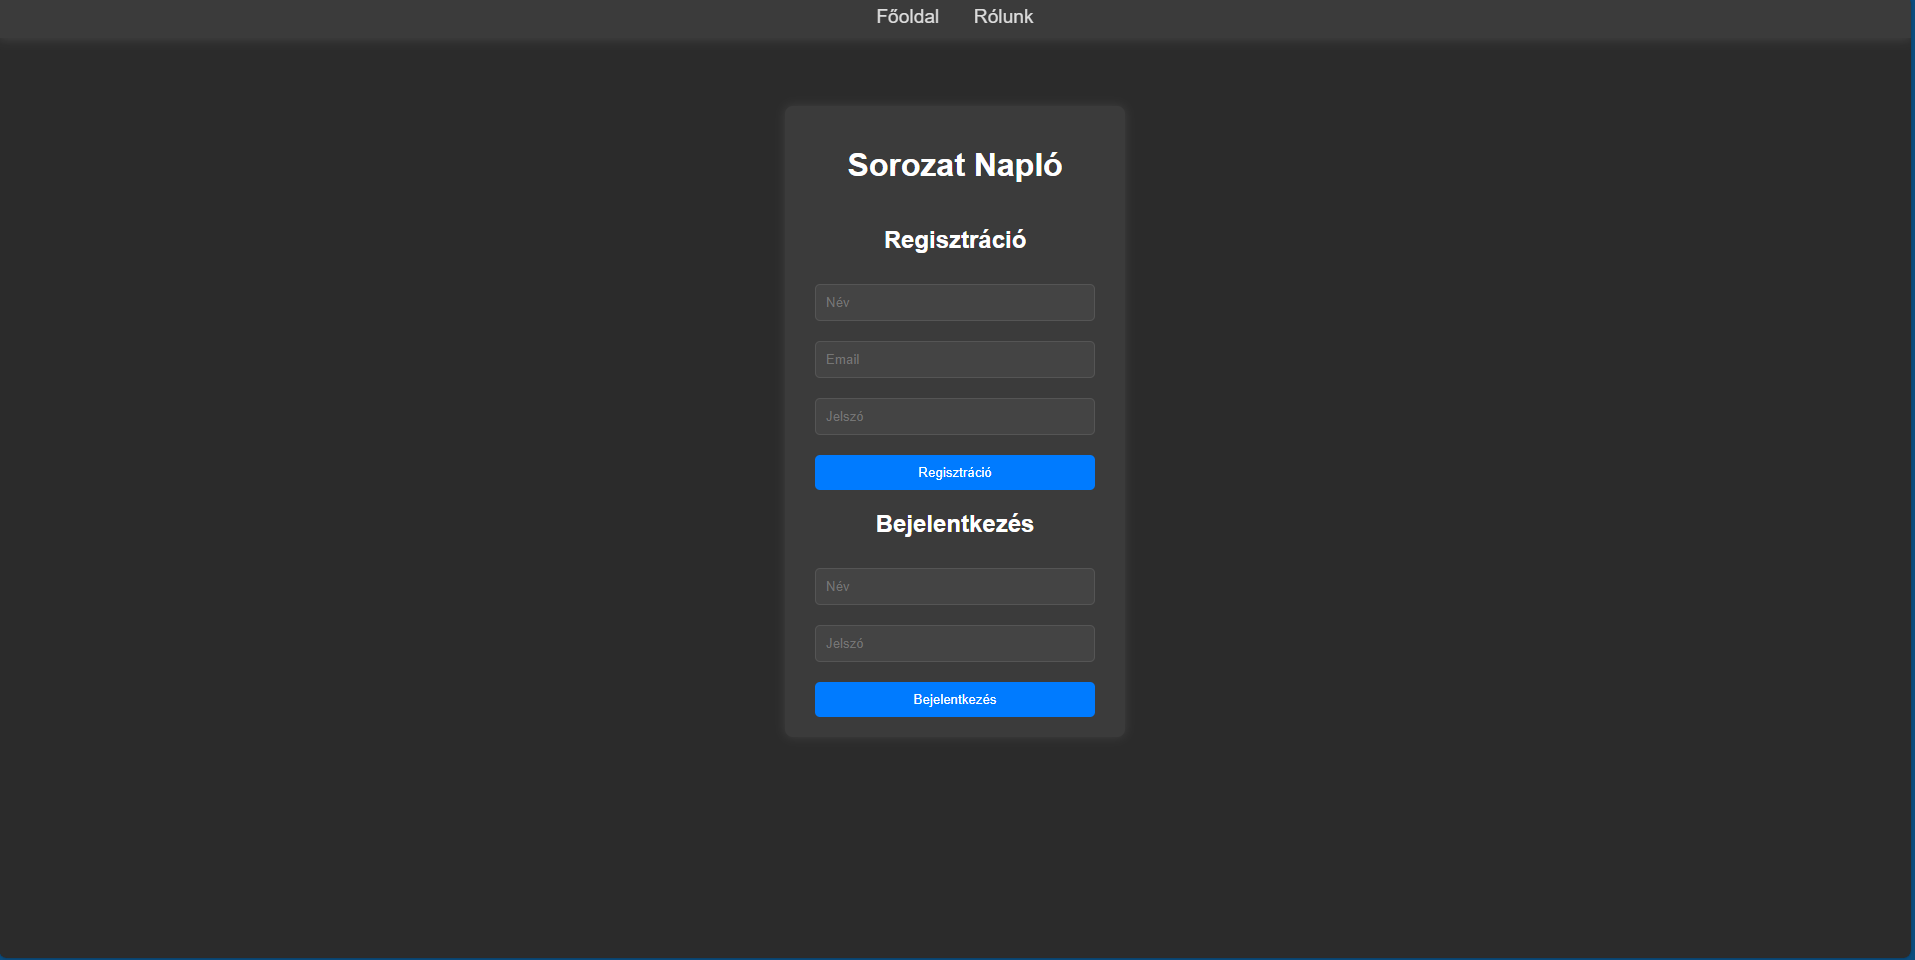 Főoldal Rólunk
Sorozat Napló
Regisztráció
Név
Email
Jelszó
Regisztráció
Bejelentkezés
Név
Jelszó
Bejelentkezés